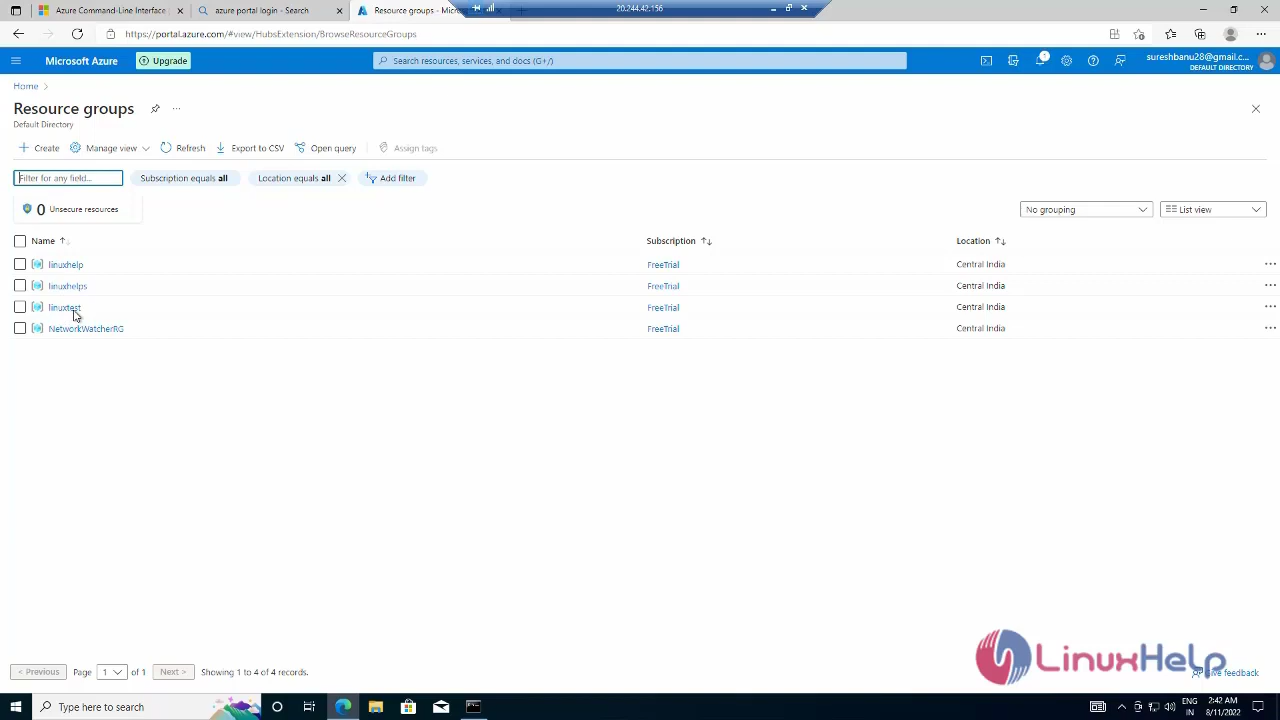 Azure Command-Line Interface
azure portal login - Search
Resource groups - Micro
20.244.42.156
https://portal.azure.com/#view/HubsExtension/BrowseResourceGroups
Microsoft Azure
Upgrade
Search resources, services, and docs (G+/)
1
sureshbanu28@gmail.c...
DEFAULT DIRECTORY
Home >
Resource groups
...
Default Directory
Create
Manage view
Refresh
Export to CSV
Open query
Assign tags
Filter for any field...
Subscription equals all
Location equals all
Add filter
0 Unsecure resources
No grouping
List view
Name
Subscription
Location
linuxhelp
FreeTrial
Central India
linuxhelps
FreeTrial
Central India
linuxtest
FreeTrial
Central India
NetworkWatcherRG
FreeTrial
Central India
LinuxHelp
< Previous
Page
1
of 1
Next >
Showing 1 to 4 of 4 records.
Give feedback
Type here to search
ENG
IN
2:42 AM
8/11/2022